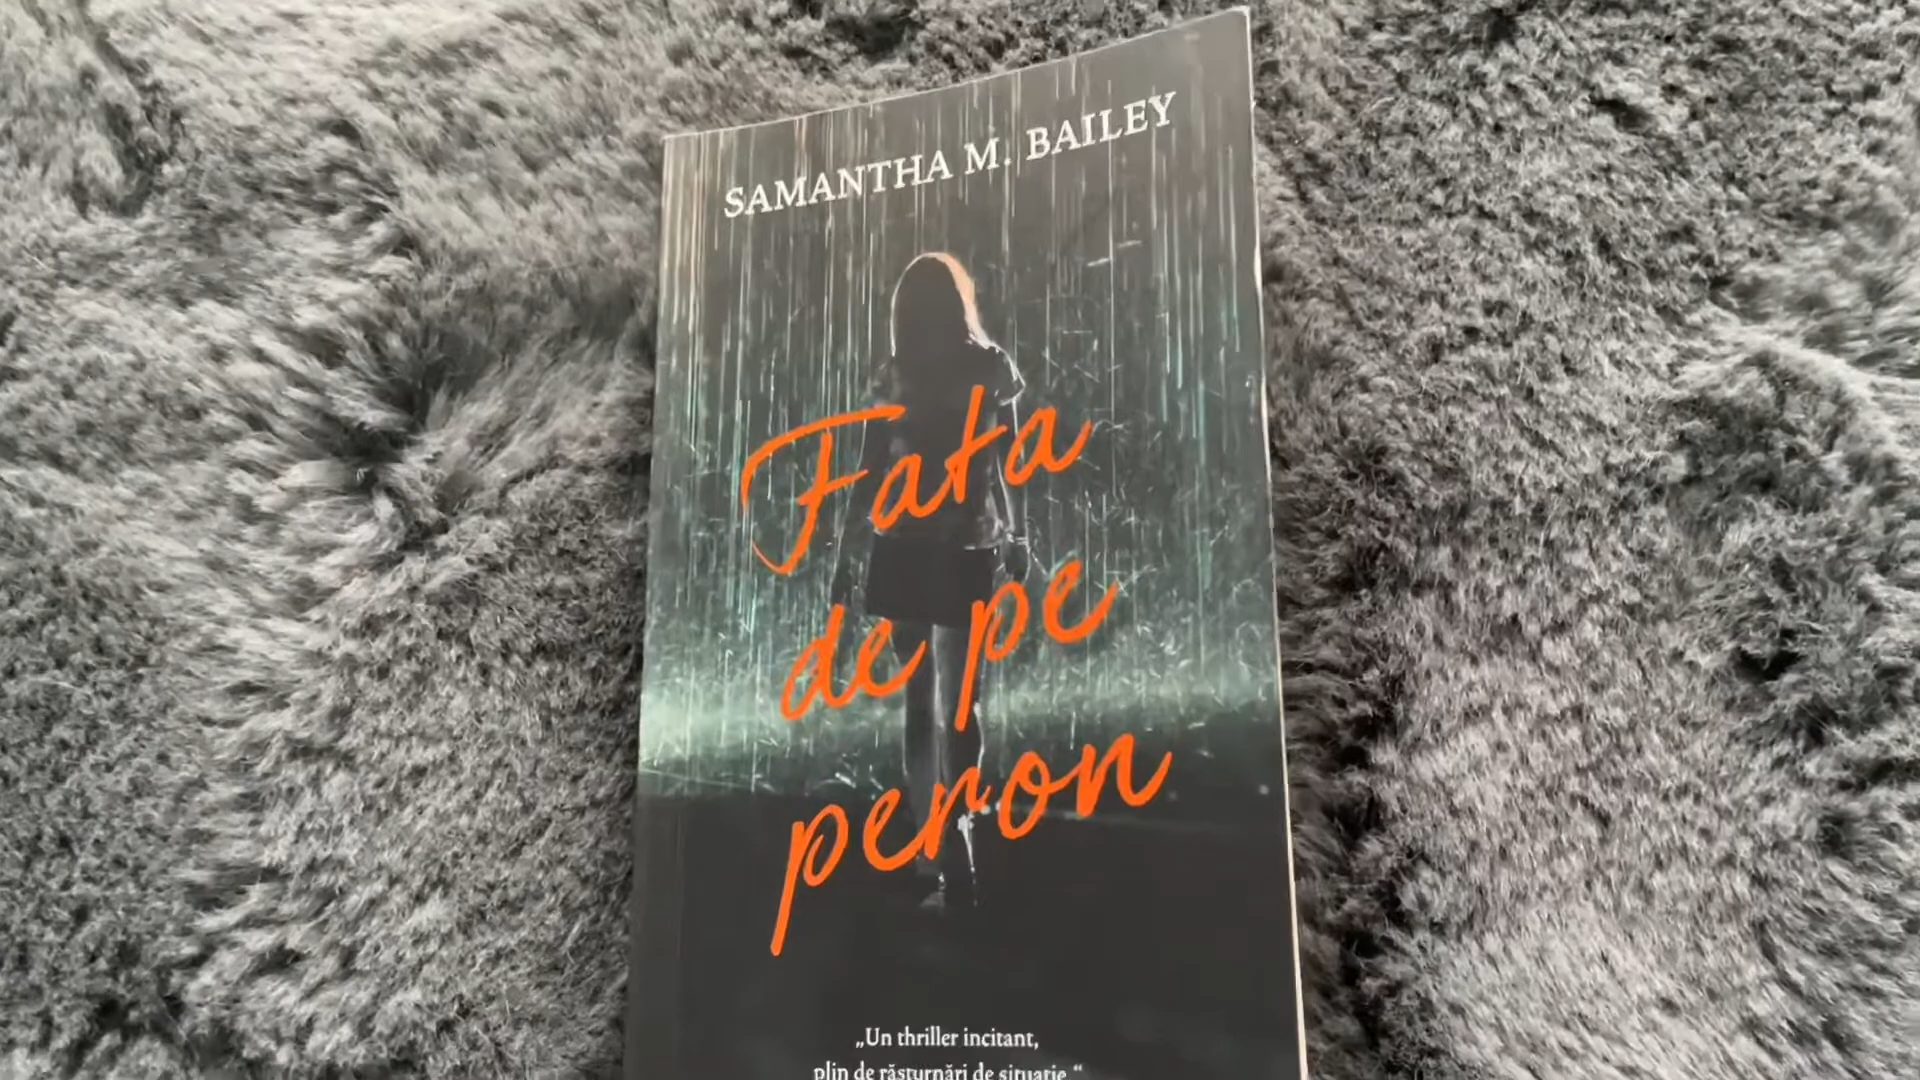 SAMANTHA M. BAILEY
Fata
de pe
peron
„Un thriller incitant,
plin de răsturnări de situație.“